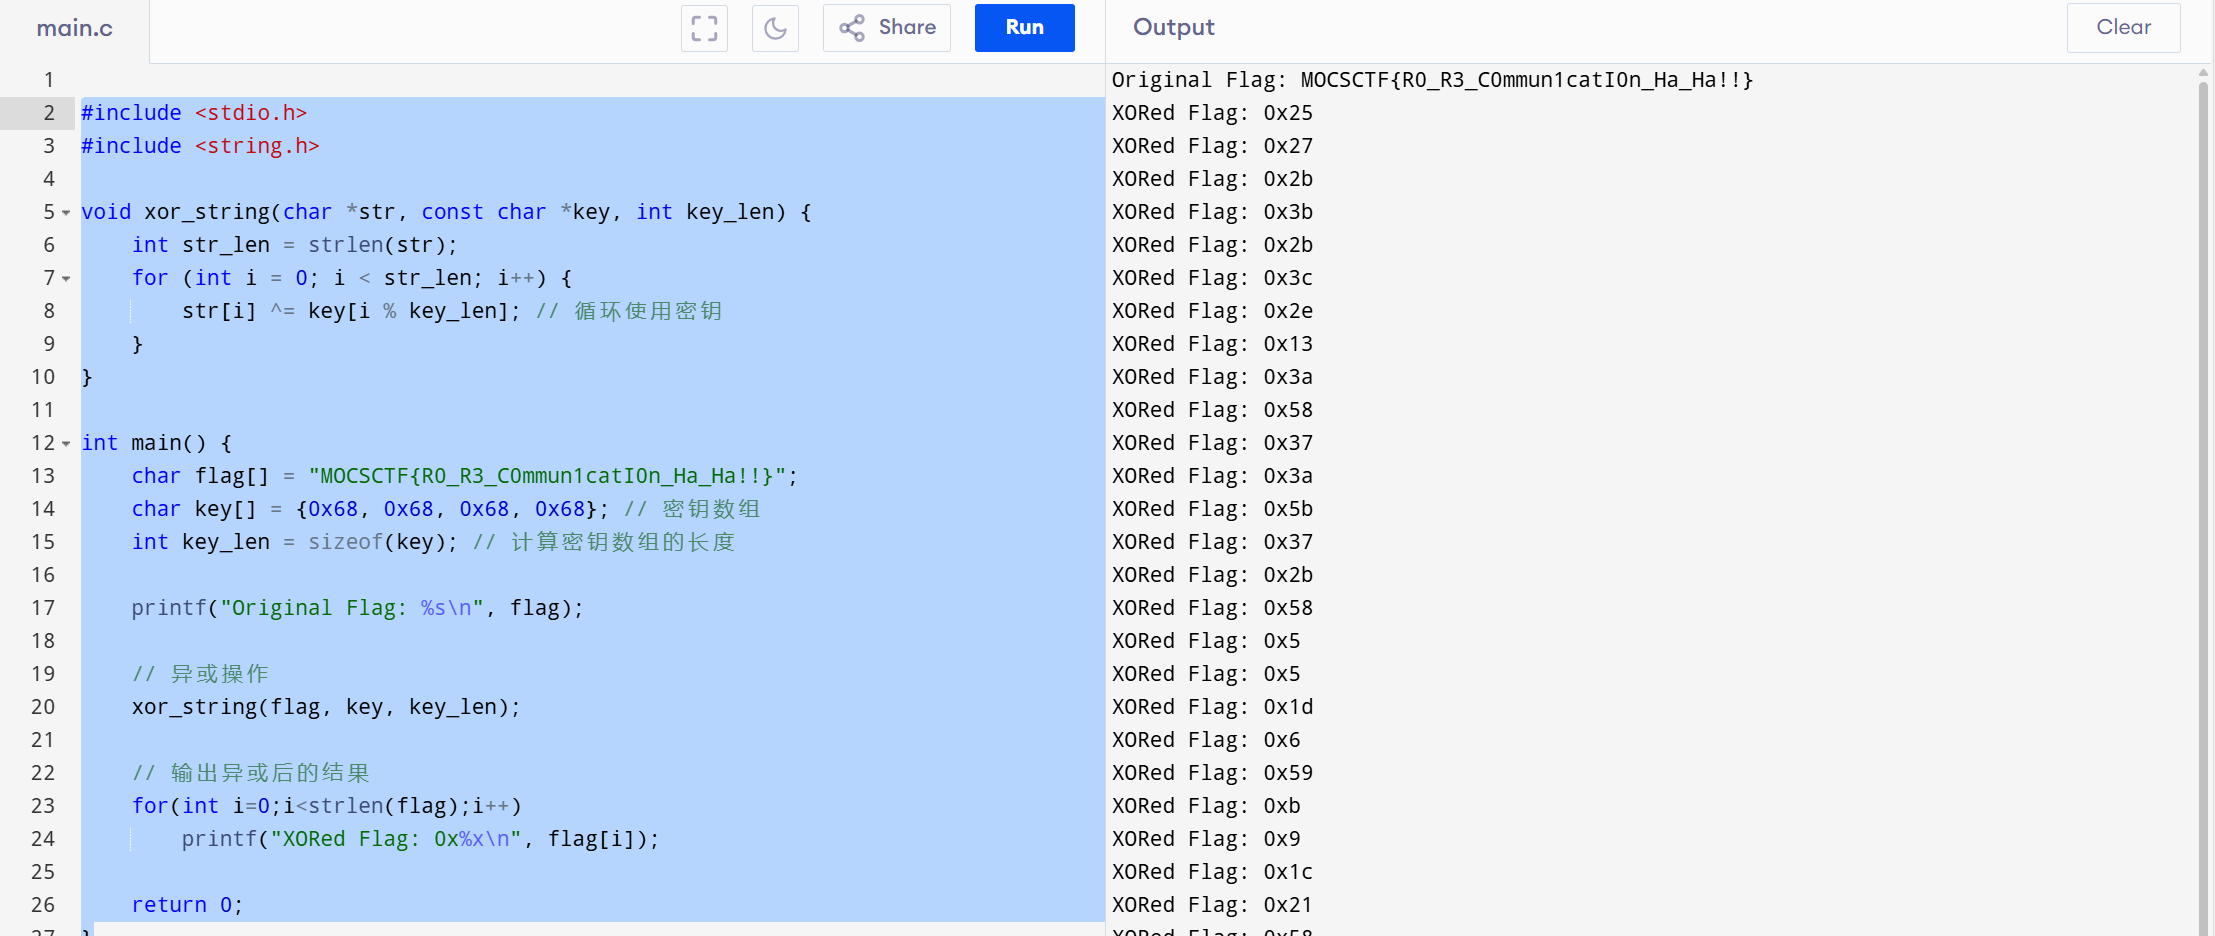 main.c
Share
Run
Output
Clear
1
2 #include <stdio.h>
3 #include <string.h>
4
5 void xor_string(char *str, const char *key, int key_len) {
6     int str_len = strlen(str);
7     for (int i = 0; i < str_len; i++) {
8         str[i] ^= key[i % key_len]; // 循环使用密钥
9     }
10 }
11
12 int main() {
13     char flag[] = "MOCSCTF{R0_R3_C0mmun1catI0n_Ha_Ha!!}";
14     char key[] = {0x68, 0x68, 0x68, 0x68}; // 密钥数组
15     int key_len = sizeof(key); // 计算密钥数组的长度
16
17     printf("Original Flag: %s\n", flag);
18
19     // 异或操作
20     xor_string(flag, key, key_len);
21
22     // 输出异或后的结果
23     for(int i=0;i<strlen(flag);i++)
24         printf("XORed Flag: 0x%x\n", flag[i]);
25
26     return 0;
27 }
Original Flag: MOCSCTF{R0_R3_C0mmun1catI0n_Ha_Ha!!}
XORed Flag: 0x25
XORed Flag: 0x27
XORed Flag: 0x2b
XORed Flag: 0x3b
XORed Flag: 0x2b
XORed Flag: 0x3c
XORed Flag: 0x2e
XORed Flag: 0x13
XORed Flag: 0x3a
XORed Flag: 0x58
XORed Flag: 0x37
XORed Flag: 0x3a
XORed Flag: 0x5b
XORed Flag: 0x37
XORed Flag: 0x2b
XORed Flag: 0x58
XORed Flag: 0x5
XORed Flag: 0x5
XORed Flag: 0x1d
XORed Flag: 0x6
XORed Flag: 0x59
XORed Flag: 0xb
XORed Flag: 0x9
XORed Flag: 0x1c
XORed Flag: 0x21
XORed Flag: 0x58